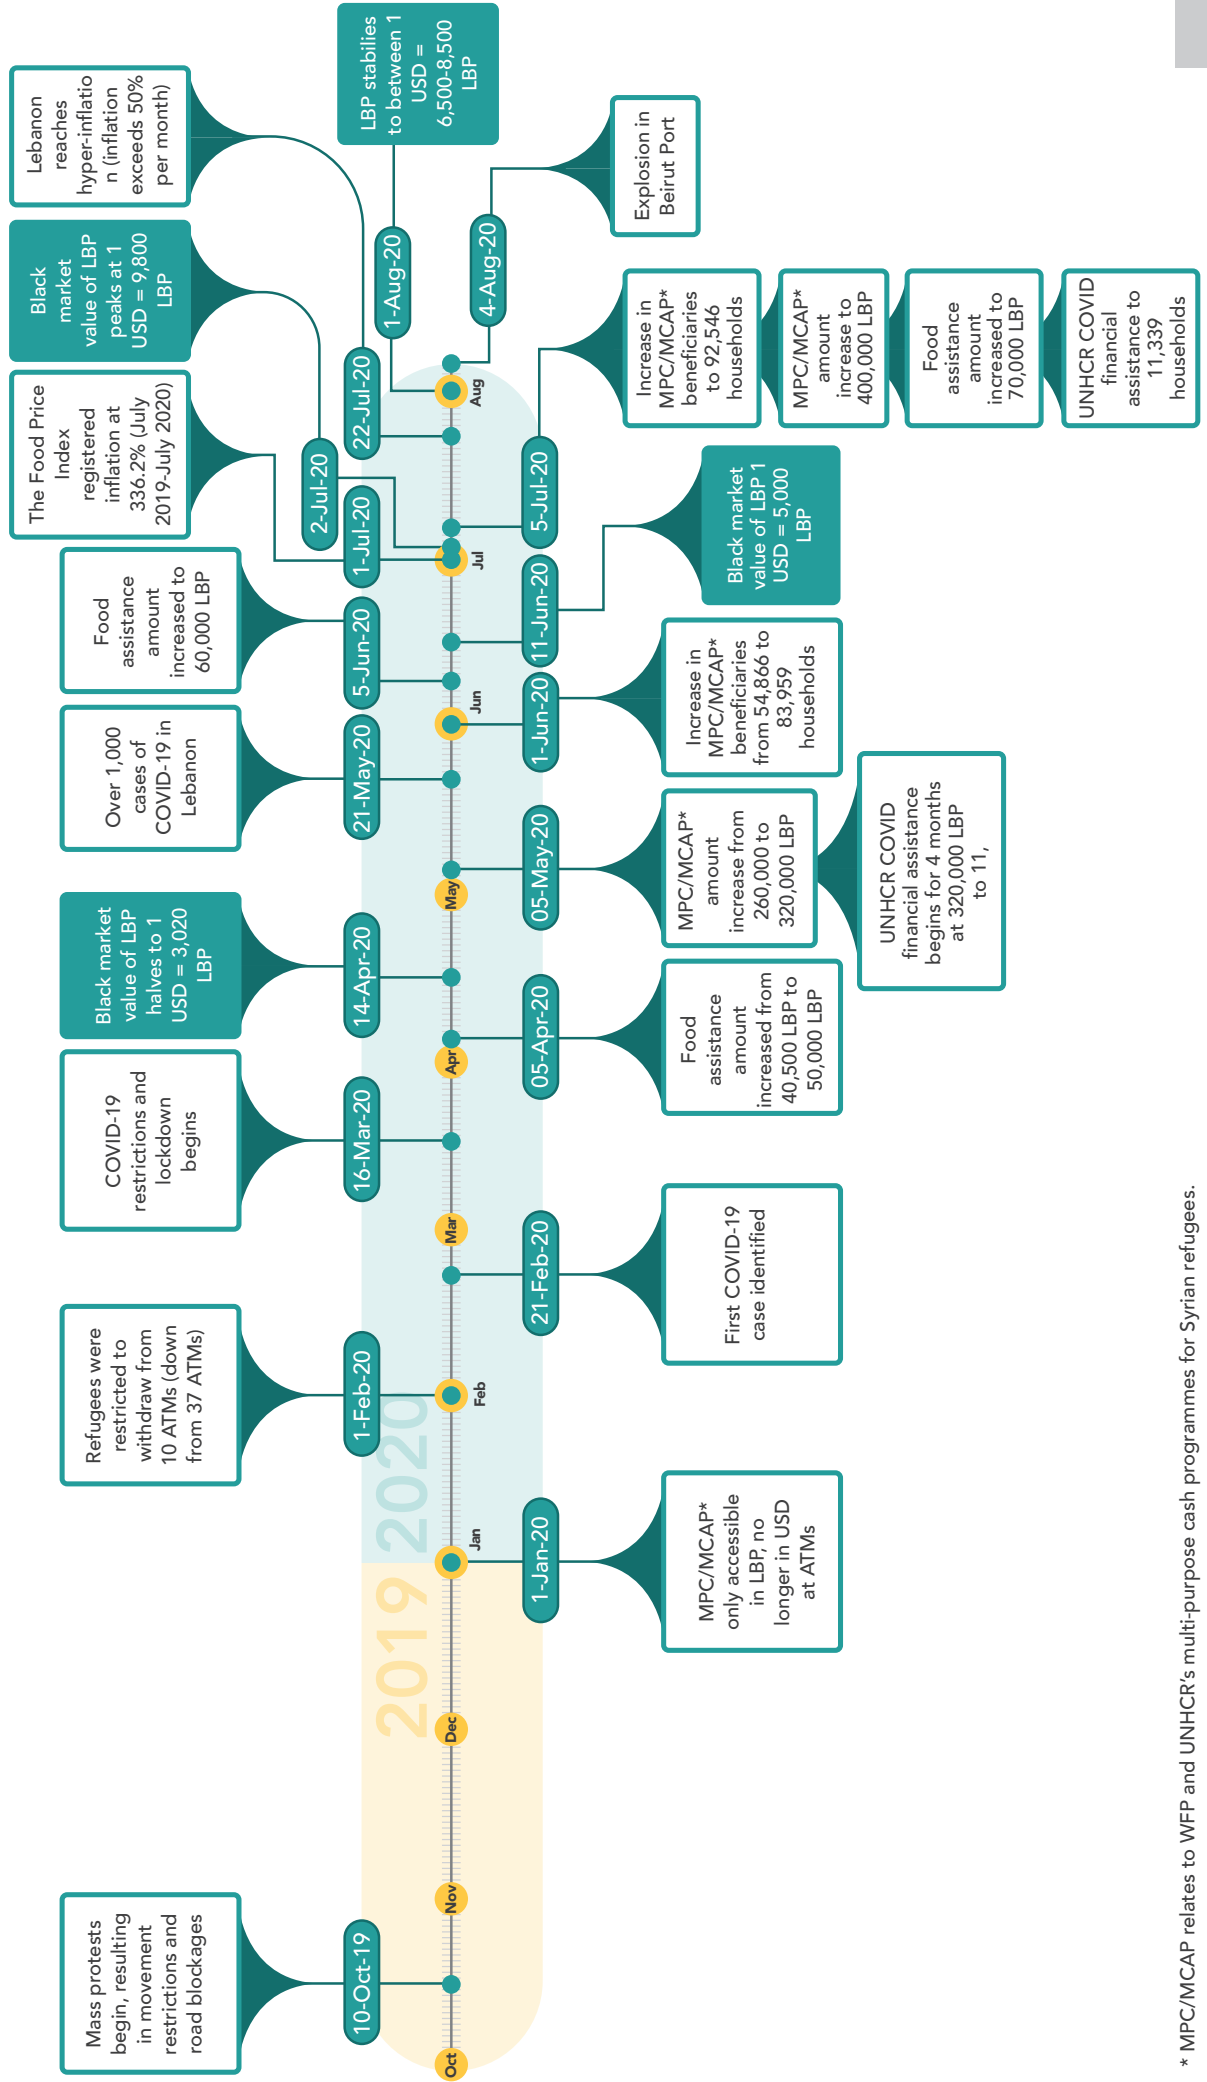 Mass protests
begin, resulting
in movement
restrictions and
road blockages
10-Oct-19
Refugees were
restricted to
withdraw from
10 ATMs (down
from 37 ATMs)
1-Feb-20
COVID-19
restrictions and
lockdown
begins
16-Mar-20
Black market
value of LBP
halves to 1
USD = 3,020
LBP
14-Apr-20
Over 1,000
cases of
COVID-19 in
Lebanon
21-May-20
Food
assistance
amount
increased to
60,000 LBP
5-Jun-20
The Food Price
Index
registered
inflation at
336.2% (July
2019-July 2020)
1-Jul-20
Black
market
value of LBP
peaks at 1
USD = 9,800
LBP
2-Jul-20
Lebanon
reaches
hyper-inflatio
n (inflation
exceeds 50%
per month)
22-Jul-20
LBP stabilies
to between 1
USD =
6,500-8,500
LBP
1-Aug-20
2019 2020
Oct
Nov
Dec
Jan
Feb
Mar
Apr
May
Jun
Jul
Aug
1-Jan-20
MPC/MCAP*
only accessible
in LBP, no
longer in USD
at ATMs
21-Feb-20
First COVID-19
case identified
05-Apr-20
Food
assistance
amount
increased from
40,500 LBP to
50,000 LBP
05-May-20
MPC/MCAP*
amount
increase from
260,000 to
320,000 LBP
UNHCR COVID
financial assistance
begins for 4 months
at 320,000 LBP
to 11,
1-Jun-20
Increase in
MPC/MCAP*
beneficiaries
from 54,866 to
83,959
households
11-Jun-20
Black market
value of LBP 1
USD = 5,000
LBP
5-Jul-20
Increase in
MPC/MCAP*
beneficiaries
to 92,546
households
MPC/MCAP*
amount
increase to
400,000 LBP
Food
assistance
amount
increased to
70,000 LBP
UNHCR COVID
financial
assistance to
11,339
households
4-Aug-20
Explosion in
Beirut Port
* MPC/MCAP relates to WFP and UNHCR's multi-purpose cash programmes for Syrian refugees.